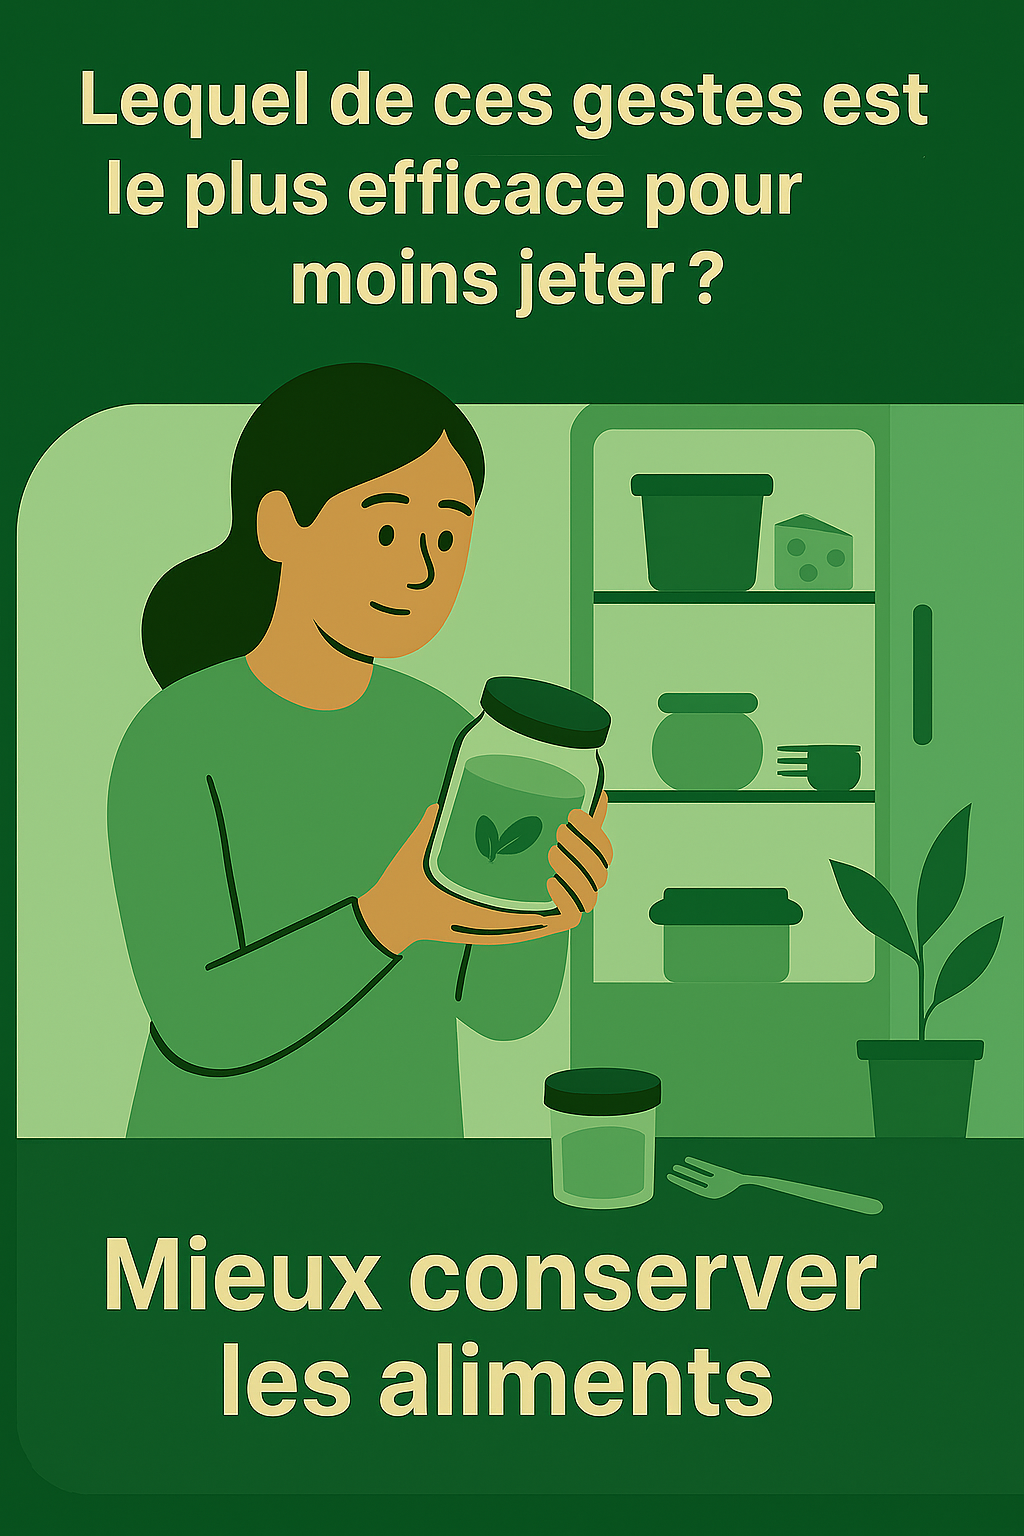 Lequel de ces gestes est
le plus efficace pour
moins jeter ?
Mieux conserver
les aliments